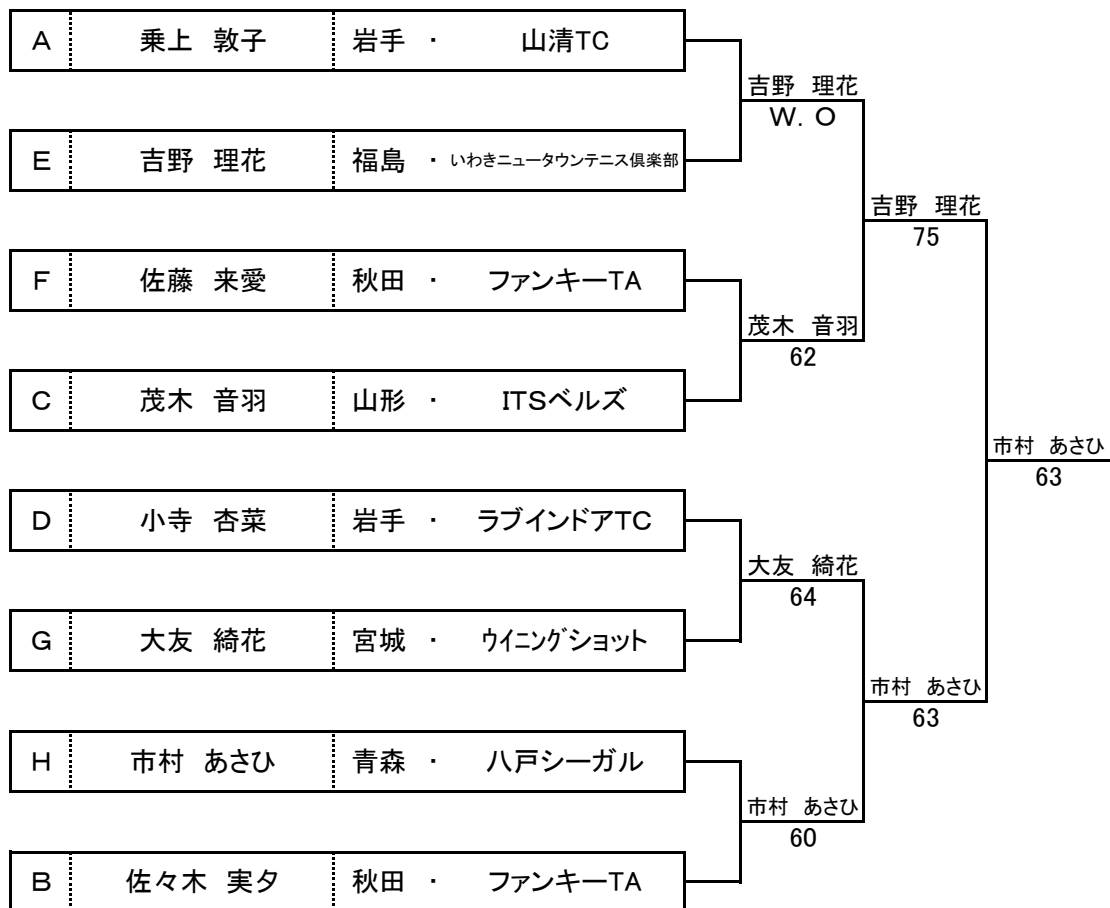 A 乗上 敦子 岩手 ・ 山清TC
吉野 理花
W. O
E 吉野 理花 福島 ・ いわきニュータウンテニス倶楽部
吉野 理花
75
F 佐藤 来愛 秋田 ・ ファンキーTA
茂木 音羽
62
C 茂木 音羽 山形 ・ ITSベルズ
市村 あさひ
63
D 小寺 杏菜 岩手 ・ ラブインドアTC
大友 綺花
64
G 大友 綺花 宮城 ・ ウイニングショット
市村 あさひ
63
H 市村 あさひ 青森 ・ 八戸シーガル
市村 あさひ
60
B 佐々木 実夕 秋田 ・ ファンキーTA